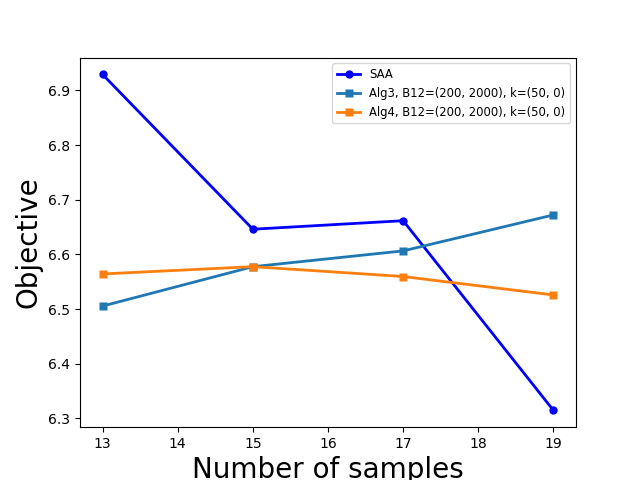 SAA
Alg3, B12=(200, 2000), k=(50, 0)
Alg4, B12=(200, 2000), k=(50, 0)
6.9
6.8
6.7
6.6
6.5
6.4
6.3
Objective
13 14 15 16 17 18 19
Number of samples